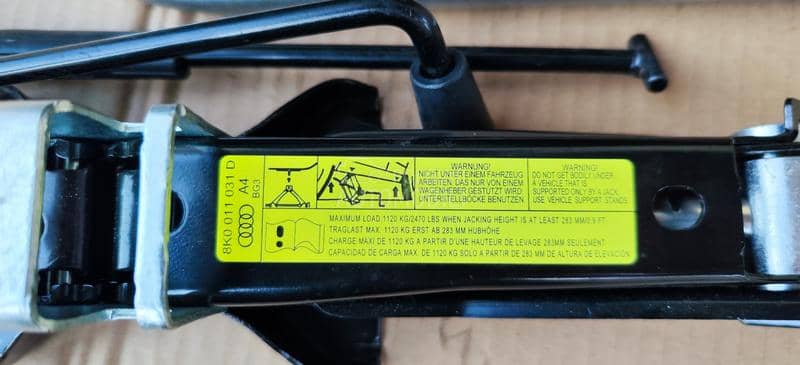 8K0 011 031 D
A4
BG3
WARNUNG!
NICHT UNTER EINEM FAHRZEUG
ARBEITEN, DAS NUR VON EINEM
WAGENHEBER GESTÜTZT WIRD.
UNTERSTELLBÖCKE BENUTZEN
WARNING!
DO NOT GET BODILY UNDER
A VEHICLE THAT IS
SUPPORTED ONLY BY A JACK.
USE VEHICLE SUPPORT STANDS
MAXIMUM LOAD 1120 KG/2470 LBS WHEN JACKING HEIGHT IS AT LEAST 283 MM/0.9 FT.
TRAGLAST MAX. 1120 KG ERST AB 283 MM HUBHÖHE
CHARGE MAXI DE 1120 KG A PARTIR D'UNE HAUTEUR DE LEVAGE 283MM SEULEMENT
CAPACIDAD DE CARGA MAX. DE 1120 KG SOLO A PARTIR DE 283 MM DE ALTURA DE ELEVACIÓN